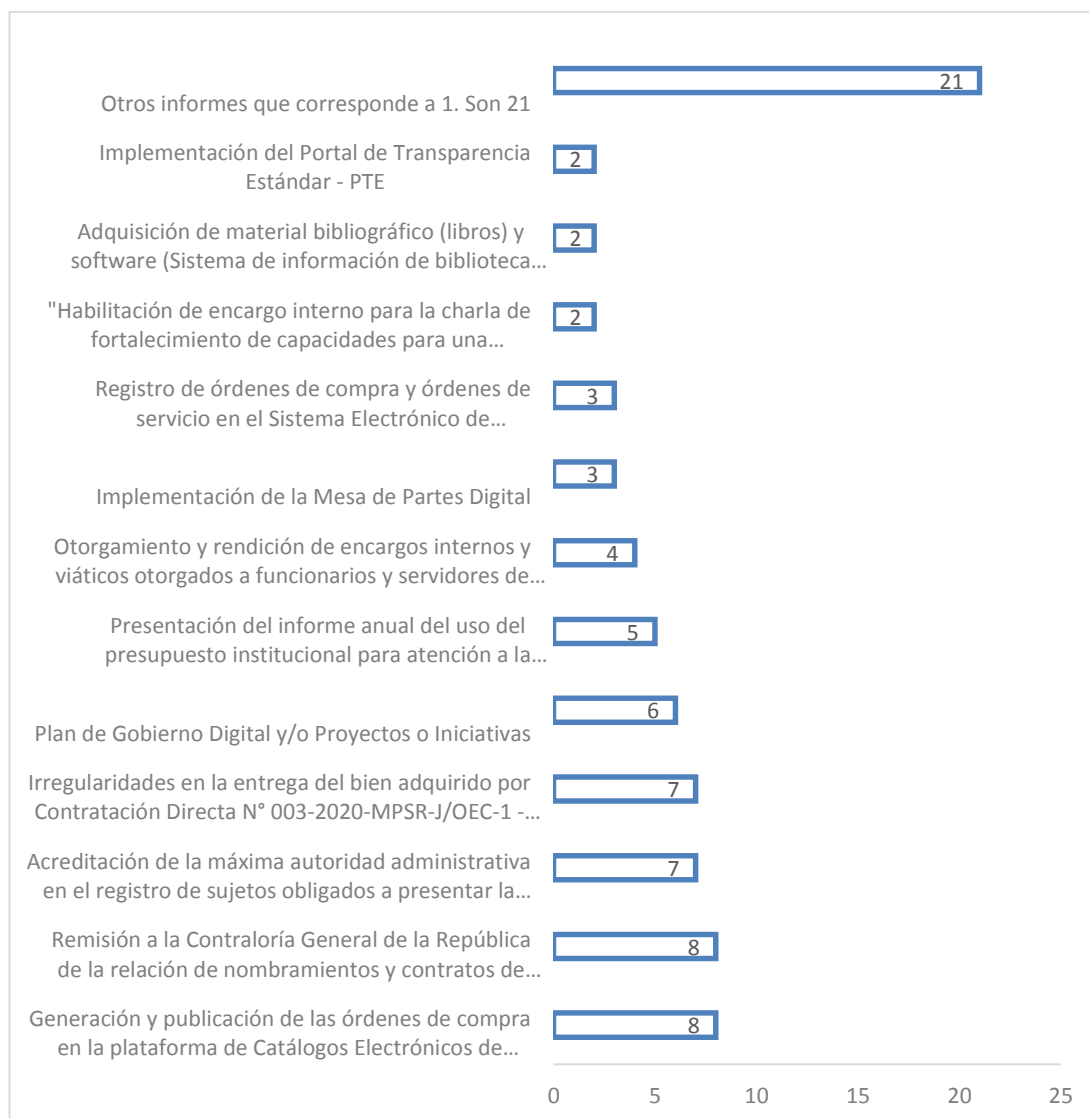 21
Otros informes que corresponde a 1. Son 21
Implementación del Portal de Transparencia
Estándar - PTE
2
Adquisición de material bibliográfico (libros) y
software (Sistema de información de biblioteca...
2
"Habilitación de encargo interno para la charla de
fortalecimiento de capacidades para una...
2
Registro de órdenes de compra y órdenes de
servicio en el Sistema Electrónico de...
3
Implementación de la Mesa de Partes Digital
3
Otorgamiento y rendición de encargos internos y
viáticos otorgados a funcionarios y servidores de...
4
Presentación del informe anual del uso del
presupuesto institucional para atención a la...
5
Plan de Gobierno Digital y/o Proyectos o Iniciativas
6
Irregularidades en la entrega del bien adquirido por
Contratación Directa N° 003-2020-MPSR-J/OEC-1 -...
7
Acreditación de la máxima autoridad administrativa
en el registro de sujetos obligados a presentar la...
7
Remisión a la Contraloría General de la República
de la relación de nombramientos y contratos de...
8
Generación y publicación de las órdenes de compra
en la plataforma de Catálogos Electrónicos de...
8
0 5 10 15 20 25